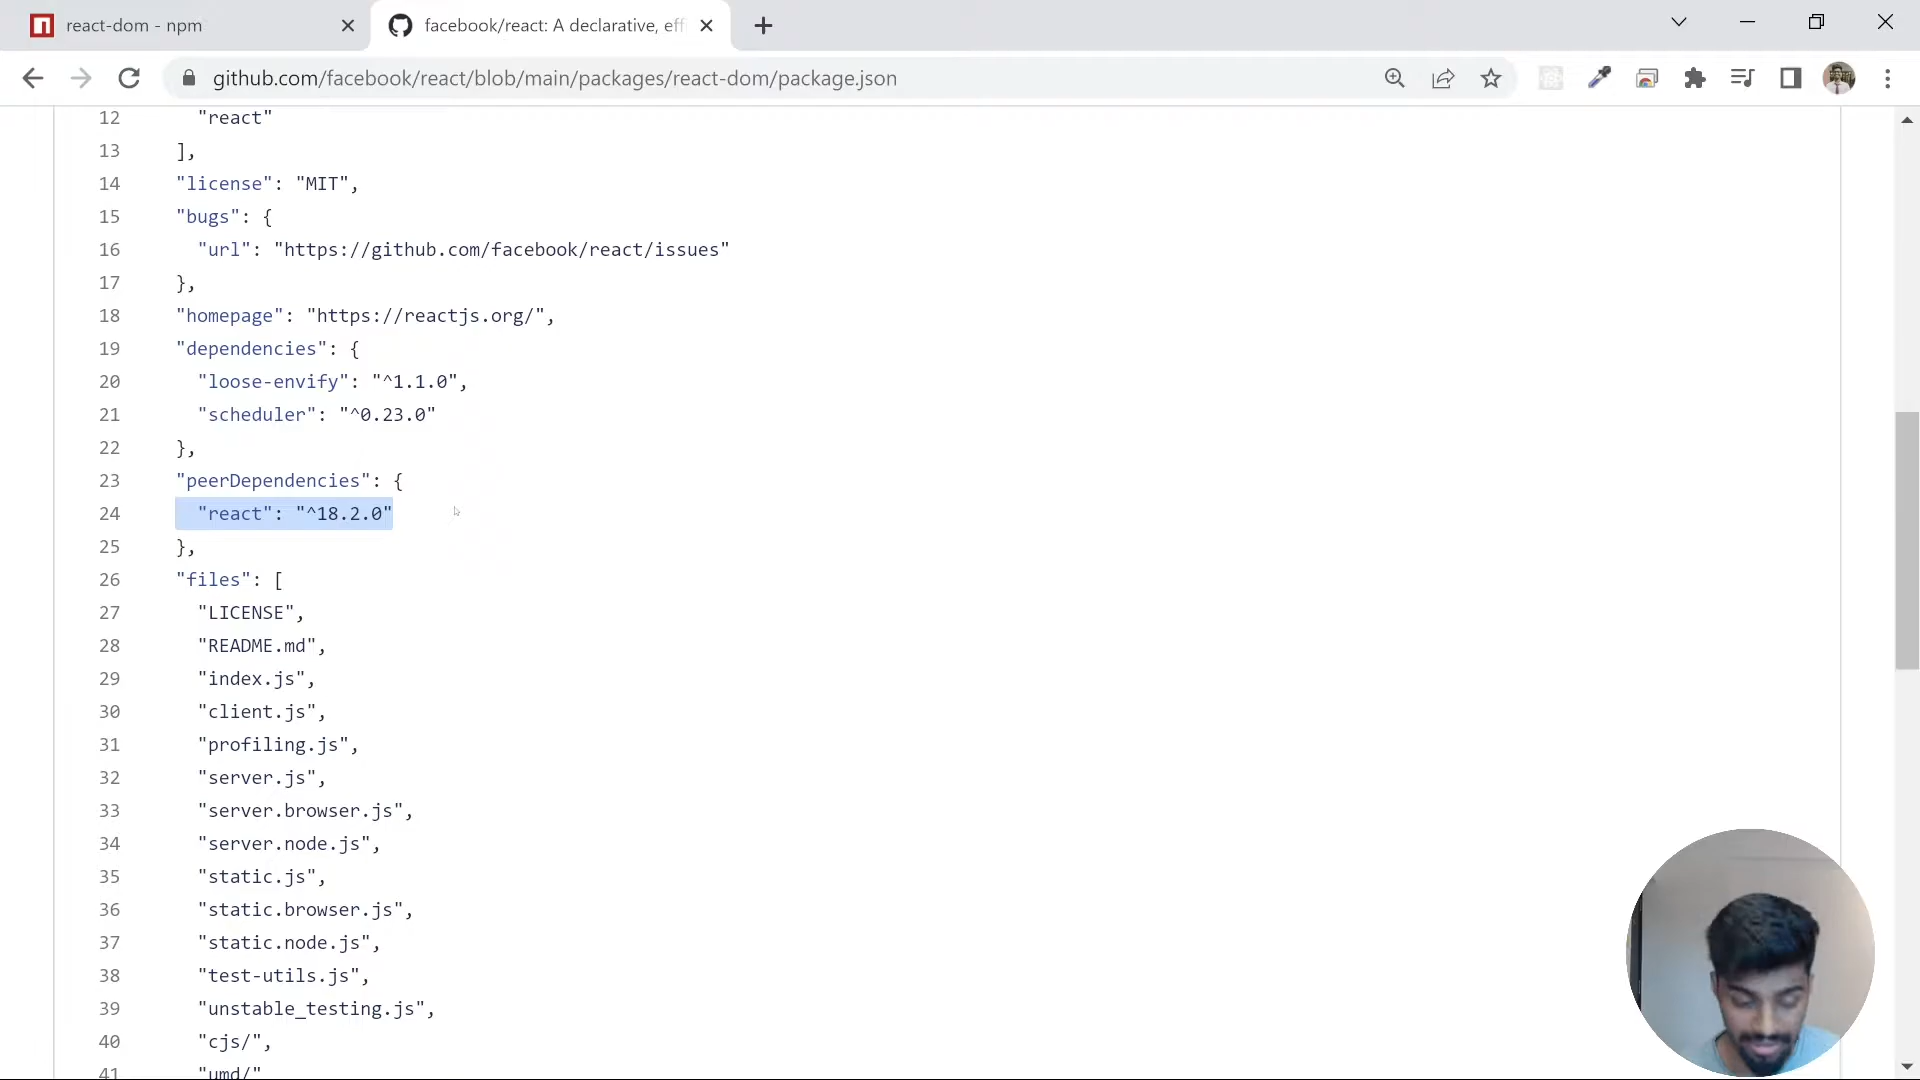 react-dom - npm
facebook/react: A declarative, eff
github.com/facebook/react/blob/main/packages/react-dom/package.json
12 "react"
13 ],
14 "license": "MIT",
15 "bugs": {
16 "url": "https://github.com/facebook/react/issues"
17 },
18 "homepage": "https://reactjs.org/",
19 "dependencies": {
20 "loose-envify": "^1.1.0",
21 "scheduler": "^0.23.0"
22 },
23 "peerDependencies": {
24 "react": "^18.2.0"
25 },
26 "files": [
27 "LICENSE",
28 "README.md",
29 "index.js",
30 "client.js",
31 "profiling.js",
32 "server.js",
33 "server.browser.js",
34 "server.node.js",
35 "static.js",
36 "static.browser.js",
37 "static.node.js",
38 "test-utils.js",
39 "unstable_testing.js",
40 "cjs/",
41 "umd/"